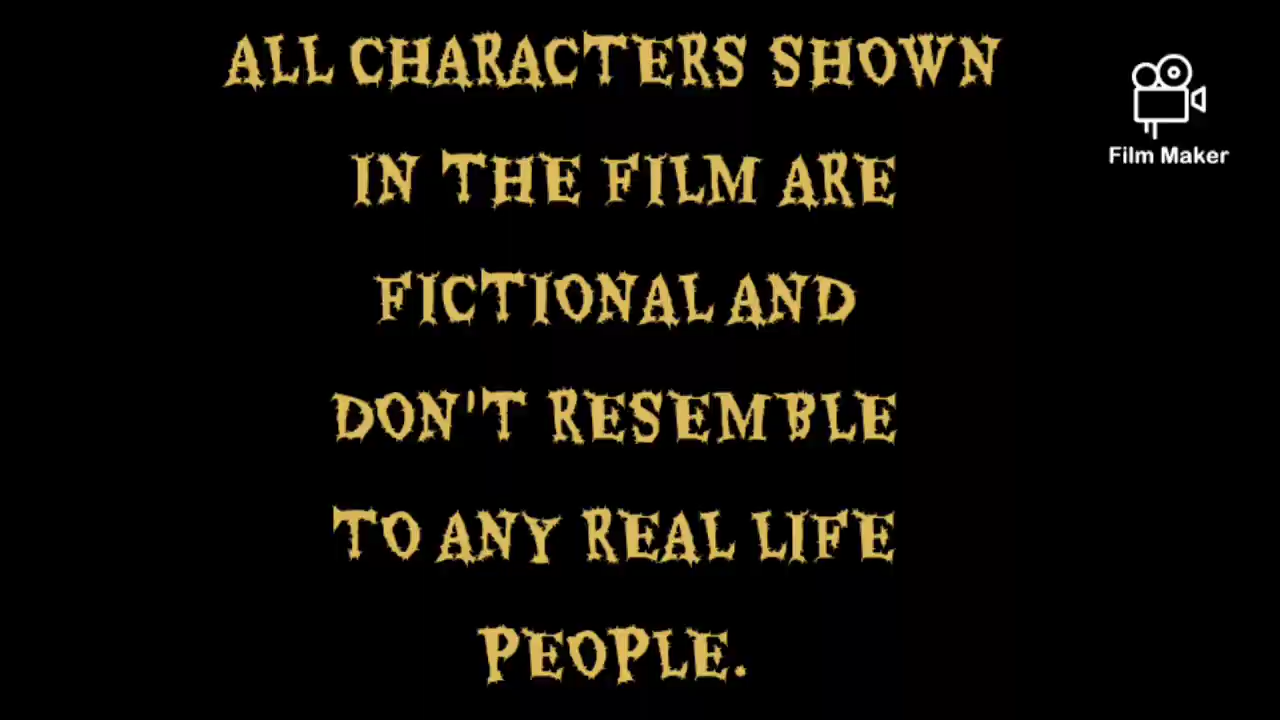 ALL CHARACTERS SHOWN
IN THE FILM ARE
FICTIONAL AND
DON'T RESEMBLE
TO ANY REAL LIFE
PEOPLE.
Film Maker